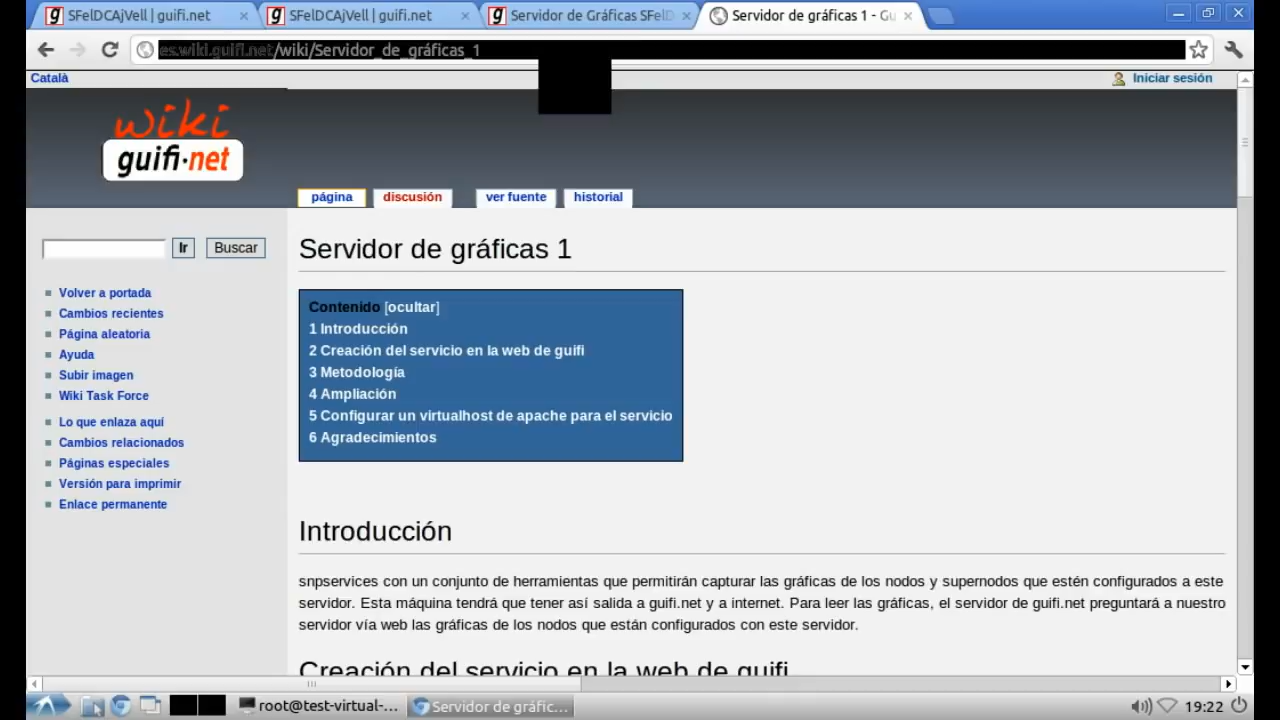 SFelDCAjVell | guifi.net
SFelDCAjVell | guifi.net
Servidor de Gráficas SFelD
Servidor de gráficas 1 - Gu
es.wiki.guifi.net/wiki/Servidor_de_gráficas_1
Català
Iniciar sesión
wiki
guifi·net
página
discusión
ver fuente
historial
Ir
Buscar
Volver a portada
Cambios recientes
Página aleatoria
Ayuda
Subir imagen
Wiki Task Force
Lo que enlaza aquí
Cambios relacionados
Páginas especiales
Versión para imprimir
Enlace permanente
Servidor de gráficas 1
Contenido [ocultar]
1 Introducción
2 Creación del servicio en la web de guifi
3 Metodología
4 Ampliación
5 Configurar un virtualhost de apache para el servicio
6 Agradecimientos
Introducción
snpservices con un conjunto de herramientas que permitirán capturar las gráficas de los nodos y supernodos que estén configurados a este
servidor. Esta máquina tendrá que tener así salida a guifi.net y a internet. Para leer las gráficas, el servidor de guifi.net preguntará a nuestro
servidor vía web las gráficas de los nodos que están configurados con este servidor.
Creación del servicio en la web de guifi
root@test-virtual-...
Servidor de gráfic...
19:22